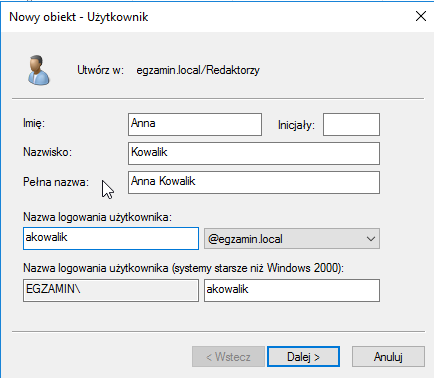 Nowy obiekt - Użytkownik
Utwórz w: egzamin.local/Redaktorzy
Imię: Anna Inicjały:
Nazwisko: Kowalik
Pełna nazwa: Anna Kowalik
Nazwa logowania użytkownika:
akowalik @egzamin.local
Nazwa logowania użytkownika (systemy starsze niż Windows 2000):
EGZAMIN\ akowalik
< Wstecz Dalej > Anuluj